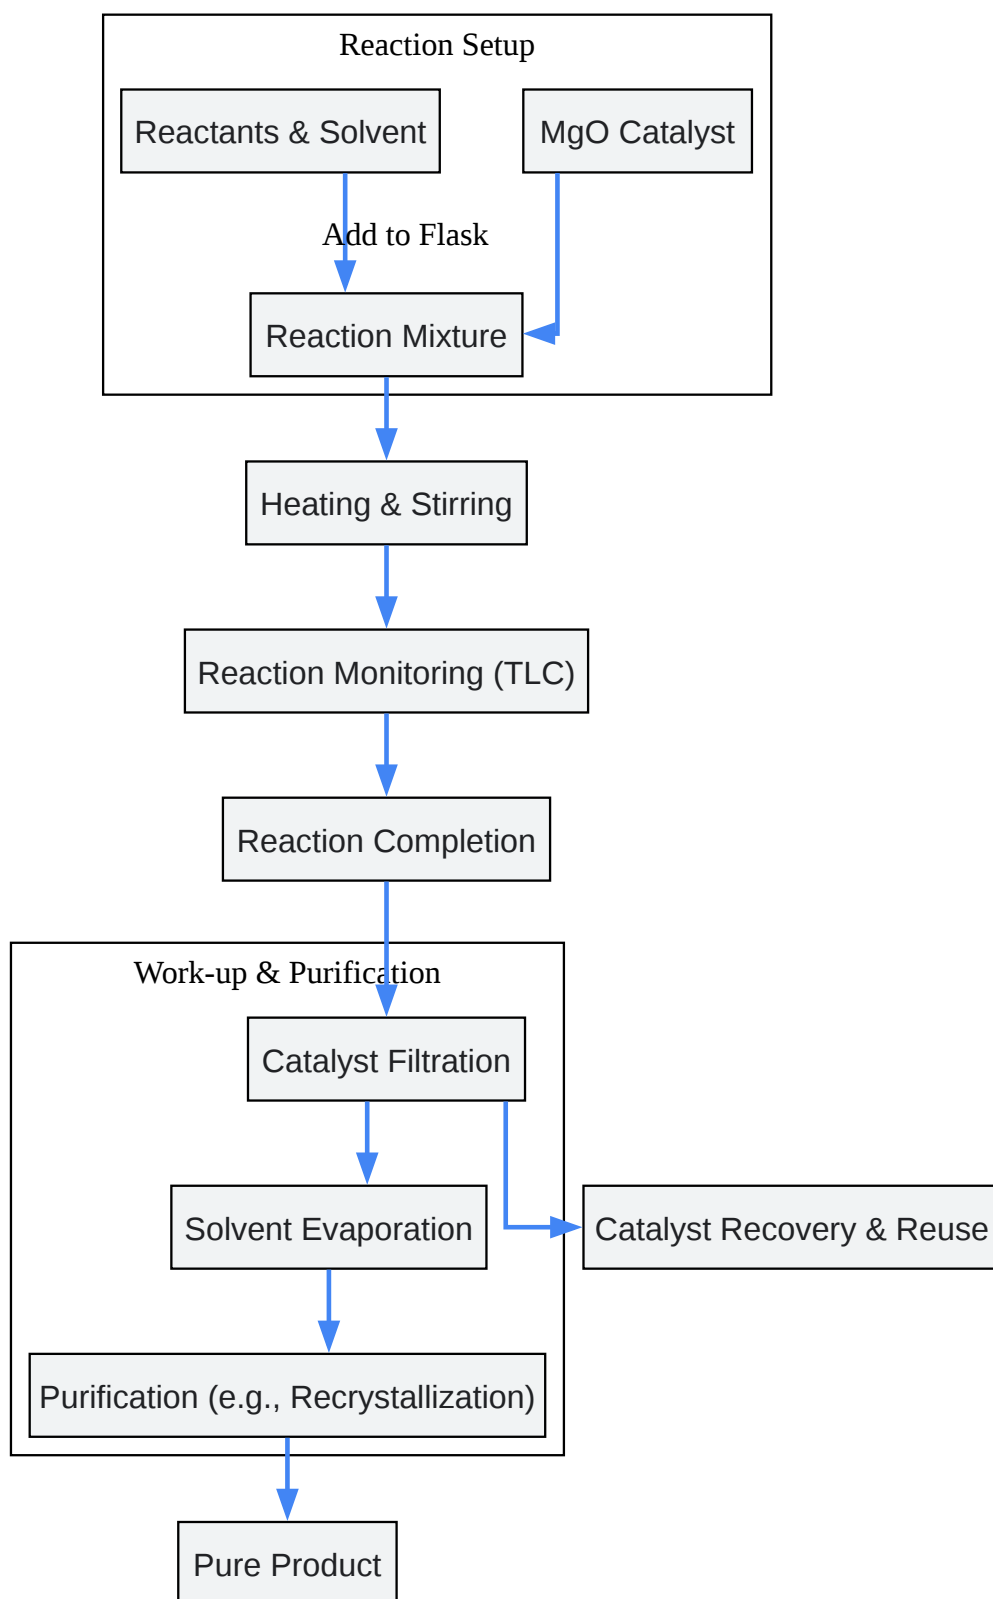 Reaction Setup
Reactants & Solvent
MgO Catalyst
Add to Flask
Reaction Mixture
Heating & Stirring
Reaction Monitoring (TLC)
Reaction Completion
Work-up & Purification
Catalyst Filtration
Solvent Evaporation
Catalyst Recovery & Reuse
Purification (e.g., Recrystallization)
Pure Product